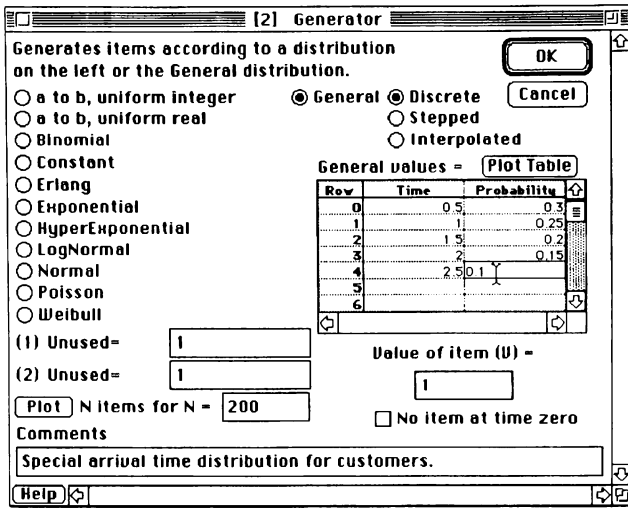 [2] Generator
Generates items according to a distribution
on the left or the General distribution.
OK
Cancel
a to b, uniform integer
a to b, uniform real
Binomial
Constant
Erlang
Exponential
HyperExponential
LogNormal
Normal
Poisson
Weibull
General
Discrete
Stepped
Interpolated
General values =
Plot Table
Row Time Probability
0 0.5 0.3
1 1 0.25
2 1.5 0.2
3 2 0.15
4 2.5 0.1
5
6
(1) Unused= 1
(2) Unused= 1
Plot N items for N = 200
Value of item (V) =
1
No item at time zero
Comments
Special arrival time distribution for customers.
Help